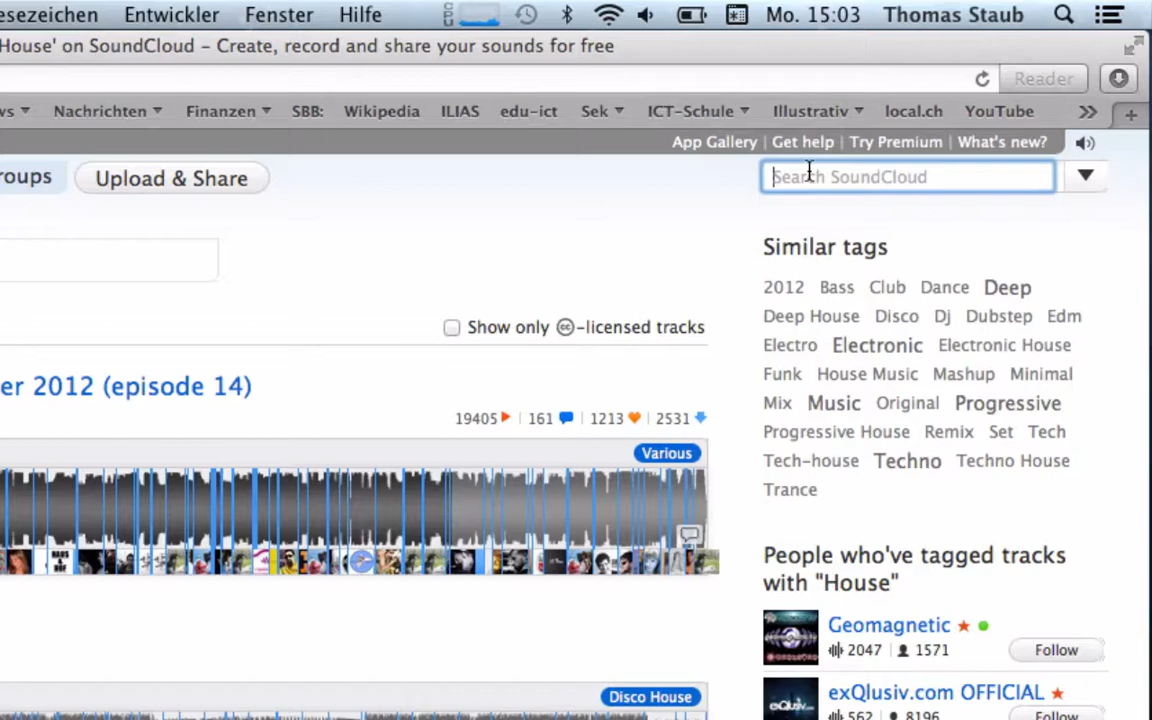 esezeichen Entwickler Fenster Hilfe CPU Mo. 15:03 Thomas Staub
House' on SoundCloud – Create, record and share your sounds for free
Reader
ws Nachrichten Finanzen SBB: Wikipedia ILIAS edu-ict Sek ICT-Schule Illustrativ local.ch YouTube
App Gallery | Get help | Try Premium | What's new?
roups Upload & Share Search SoundCloud
Similar tags
2012 Bass Club Dance Deep
Deep House Disco Dj Dubstep Edm
Show only cc-licensed tracks
Electro Electronic Electronic House
Funk House Music Mashup Minimal
er 2012 (episode 14)
Mix Music Original Progressive
19405 161 1213 2531
Progressive House Remix Set Tech
Various
Tech-house Techno Techno House
Trance
People who've tagged tracks
with "House"
Geomagnetic
2047 1571 Follow
exQlusiv.com OFFICIAL
Disco House
562 8196 Follow